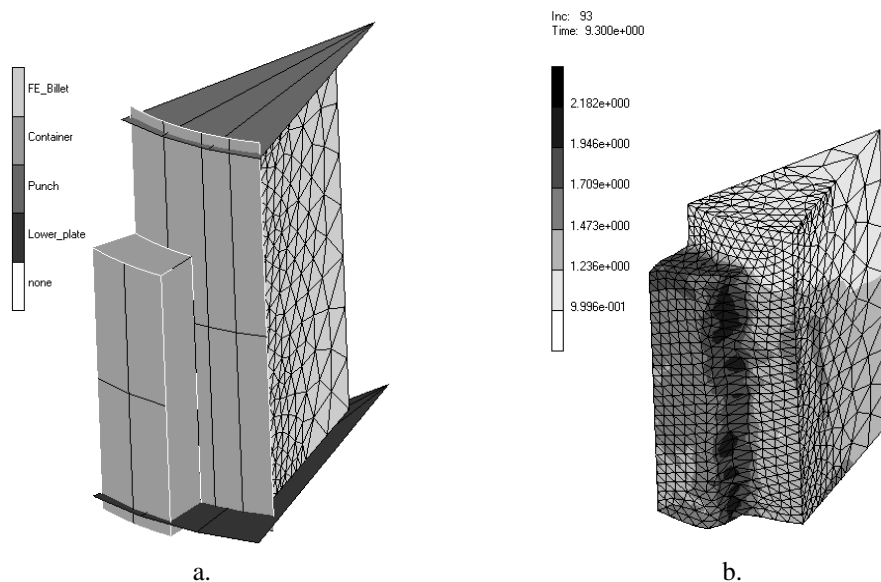 Inc: 93
Time: 9.300e+000
FE_Billet
Container
Punch
Lower_plate
none
2.182e+000
1.946e+000
1.709e+000
1.473e+000
1.236e+000
9.996e-001
a.
b.